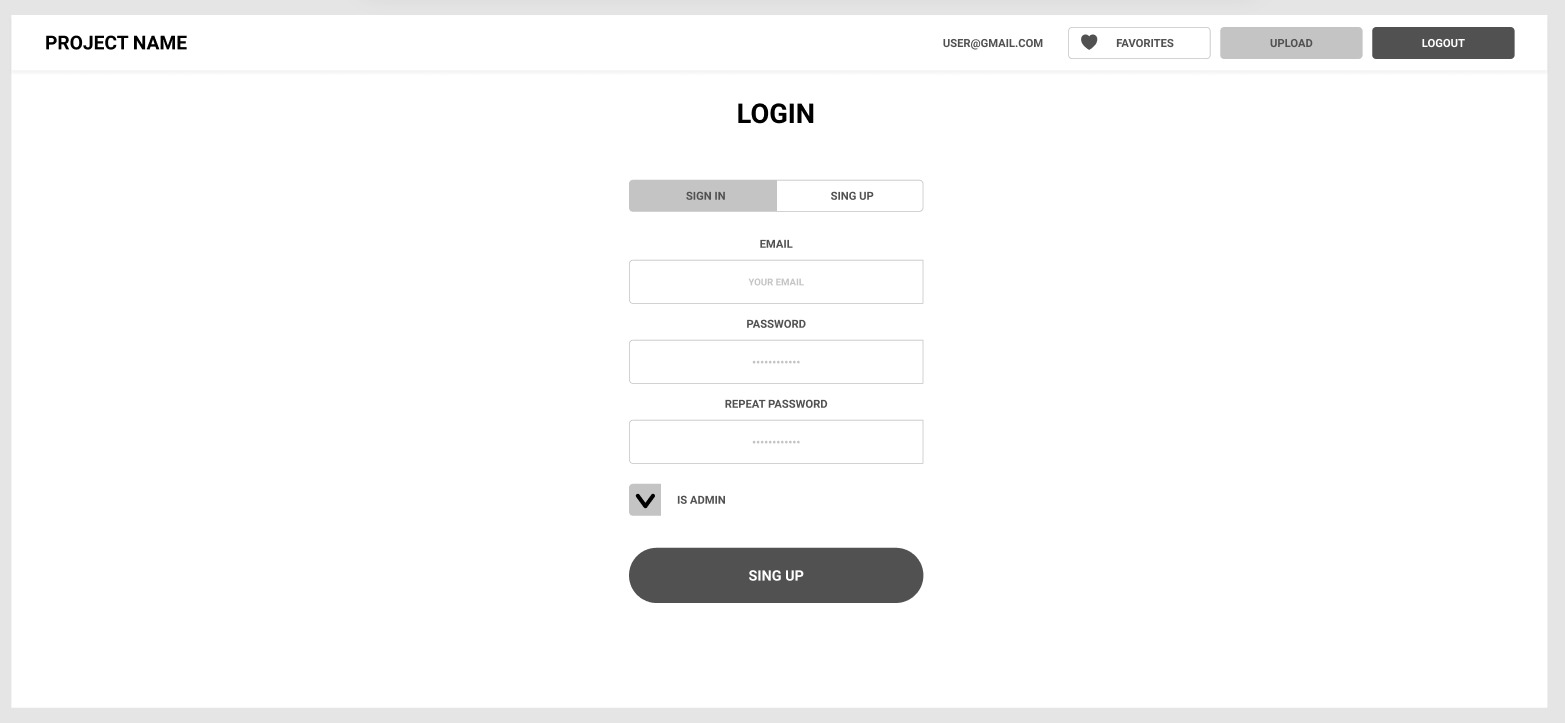 PROJECT NAME
USER@GMAIL.COM
FAVORITES
UPLOAD
LOGOUT
LOGIN
SIGN IN
SING UP
EMAIL
YOUR EMAIL
PASSWORD
••••••••••••
REPEAT PASSWORD
••••••••••••
IS ADMIN
SING UP